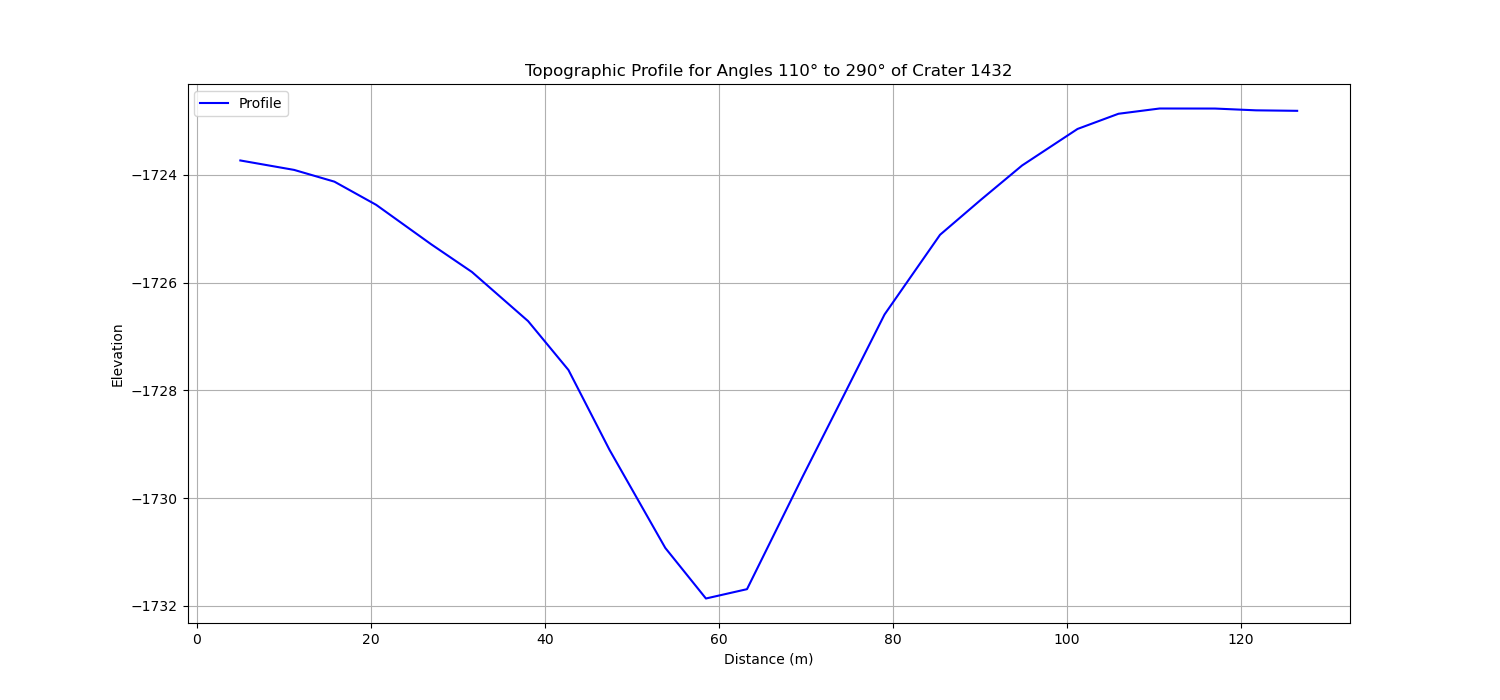 Topographic Profile for Angles 110° to 290° of Crater 1432
Profile
−1724
−1726
−1728
−1730
−1732
Elevation
0 20 40 60 80 100 120
Distance (m)